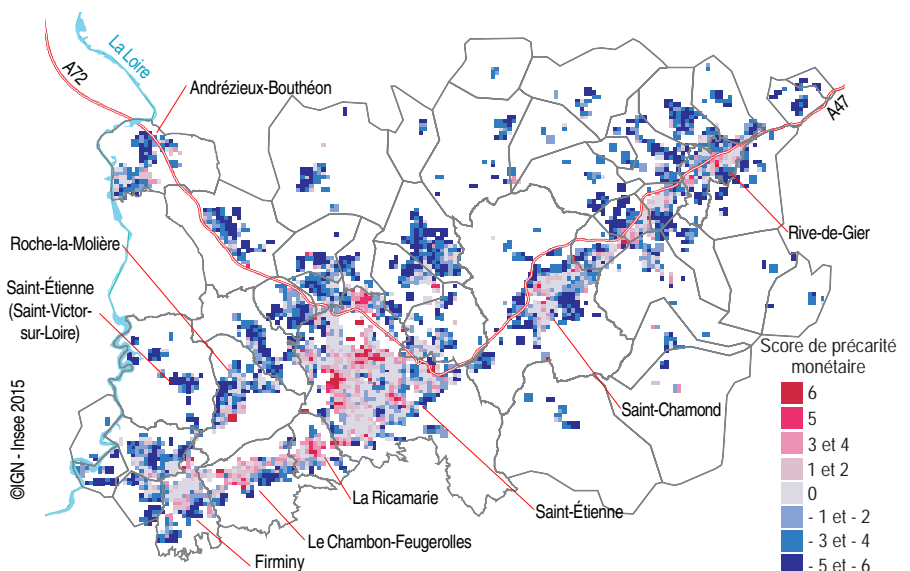 La Loire
A72
Andrézieux-Bouthéon
A47
Roche-la-Molière
Rive-de-Gier
Saint-Étienne
(Saint-Victor-
sur-Loire)
Score de précarité
monétaire
6
5
3 et 4
1 et 2
0
- 1 et - 2
- 3 et - 4
- 5 et - 6
Saint-Chamond
©IGN - Insee 2015
La Ricamarie
Saint-Étienne
Le Chambon-Feugerolles
Firminy